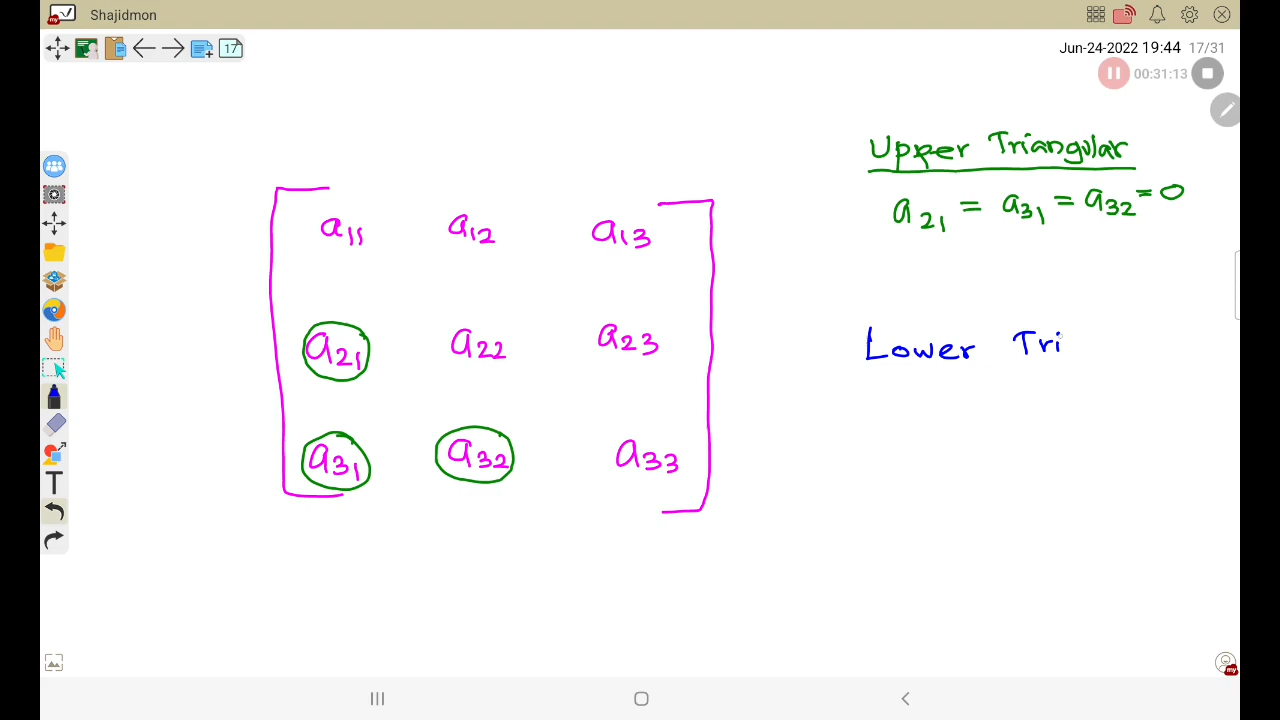 Shajidmon
17
Jun-24-2022 19:44 17/31
00:31:13
Upper Triangular
a21 = a31 = a32 = 0
a11 a12 a13
a21 a22 a23
a31 a32 a33
Lower Tri
T